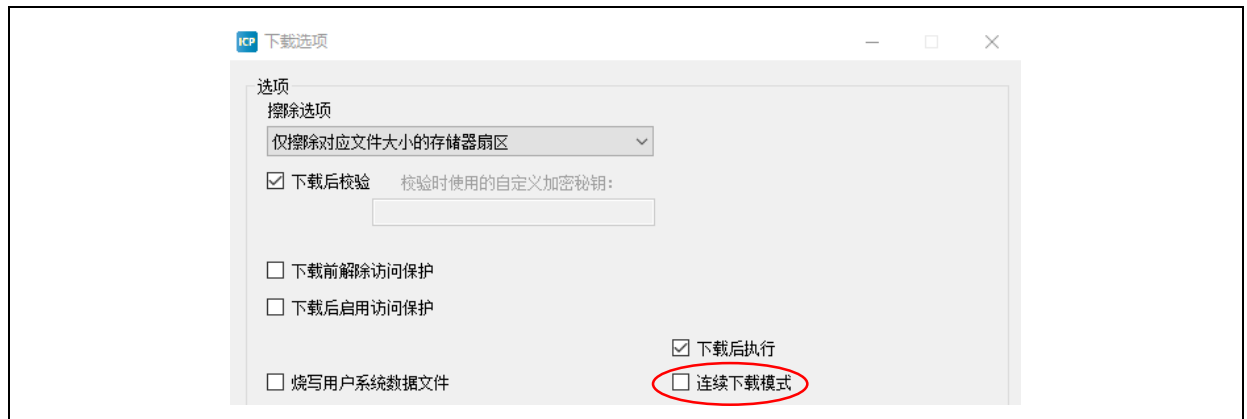 ICP 下载选项
选项
擦除选项
仅擦除对应文件大小的存储器扇区
下载后校验 校验时使用的自定义加密秘钥:
下载前解除访问保护
下载后启用访问保护
下载后执行
烧写用户系统数据文件 连续下载模式